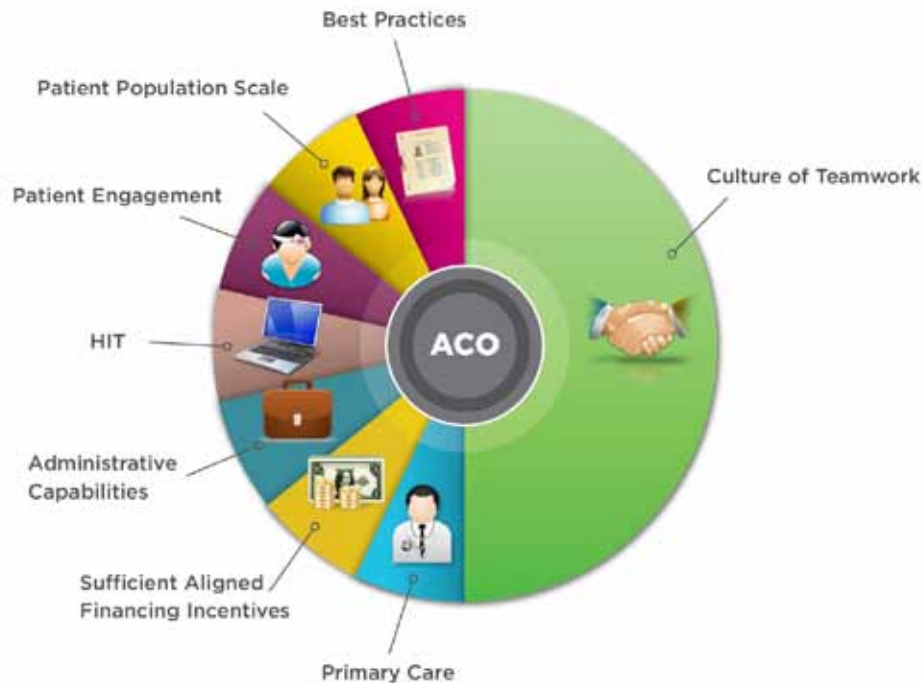 Best Practices
Patient Population Scale
Patient Engagement
HIT
Administrative
Capabilities
Sufficient Aligned
Financing Incentives
Primary Care
Culture of Teamwork
ACO